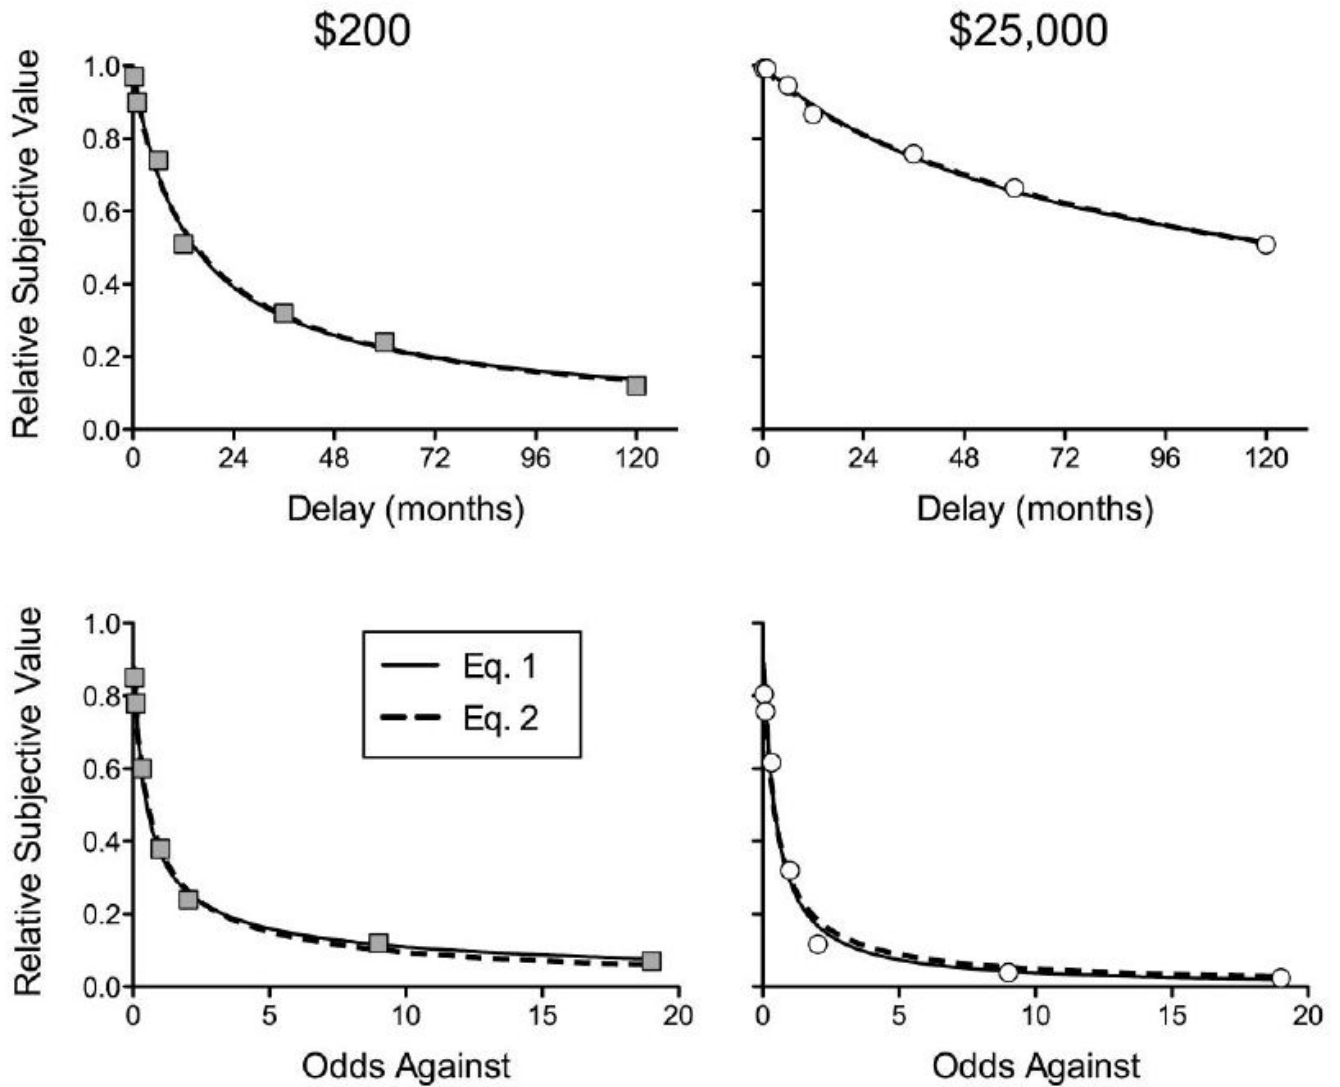 $200
$25,000
Relative Subjective Value
1.0
0.8
0.6
0.4
0.2
0.0
0 24 48 72 96 120
Delay (months)
0 24 48 72 96 120
Delay (months)
Relative Subjective Value
1.0
0.8
0.6
0.4
0.2
0.0
Eq. 1
Eq. 2
0 5 10 15 20
Odds Against
0 5 10 15 20
Odds Against